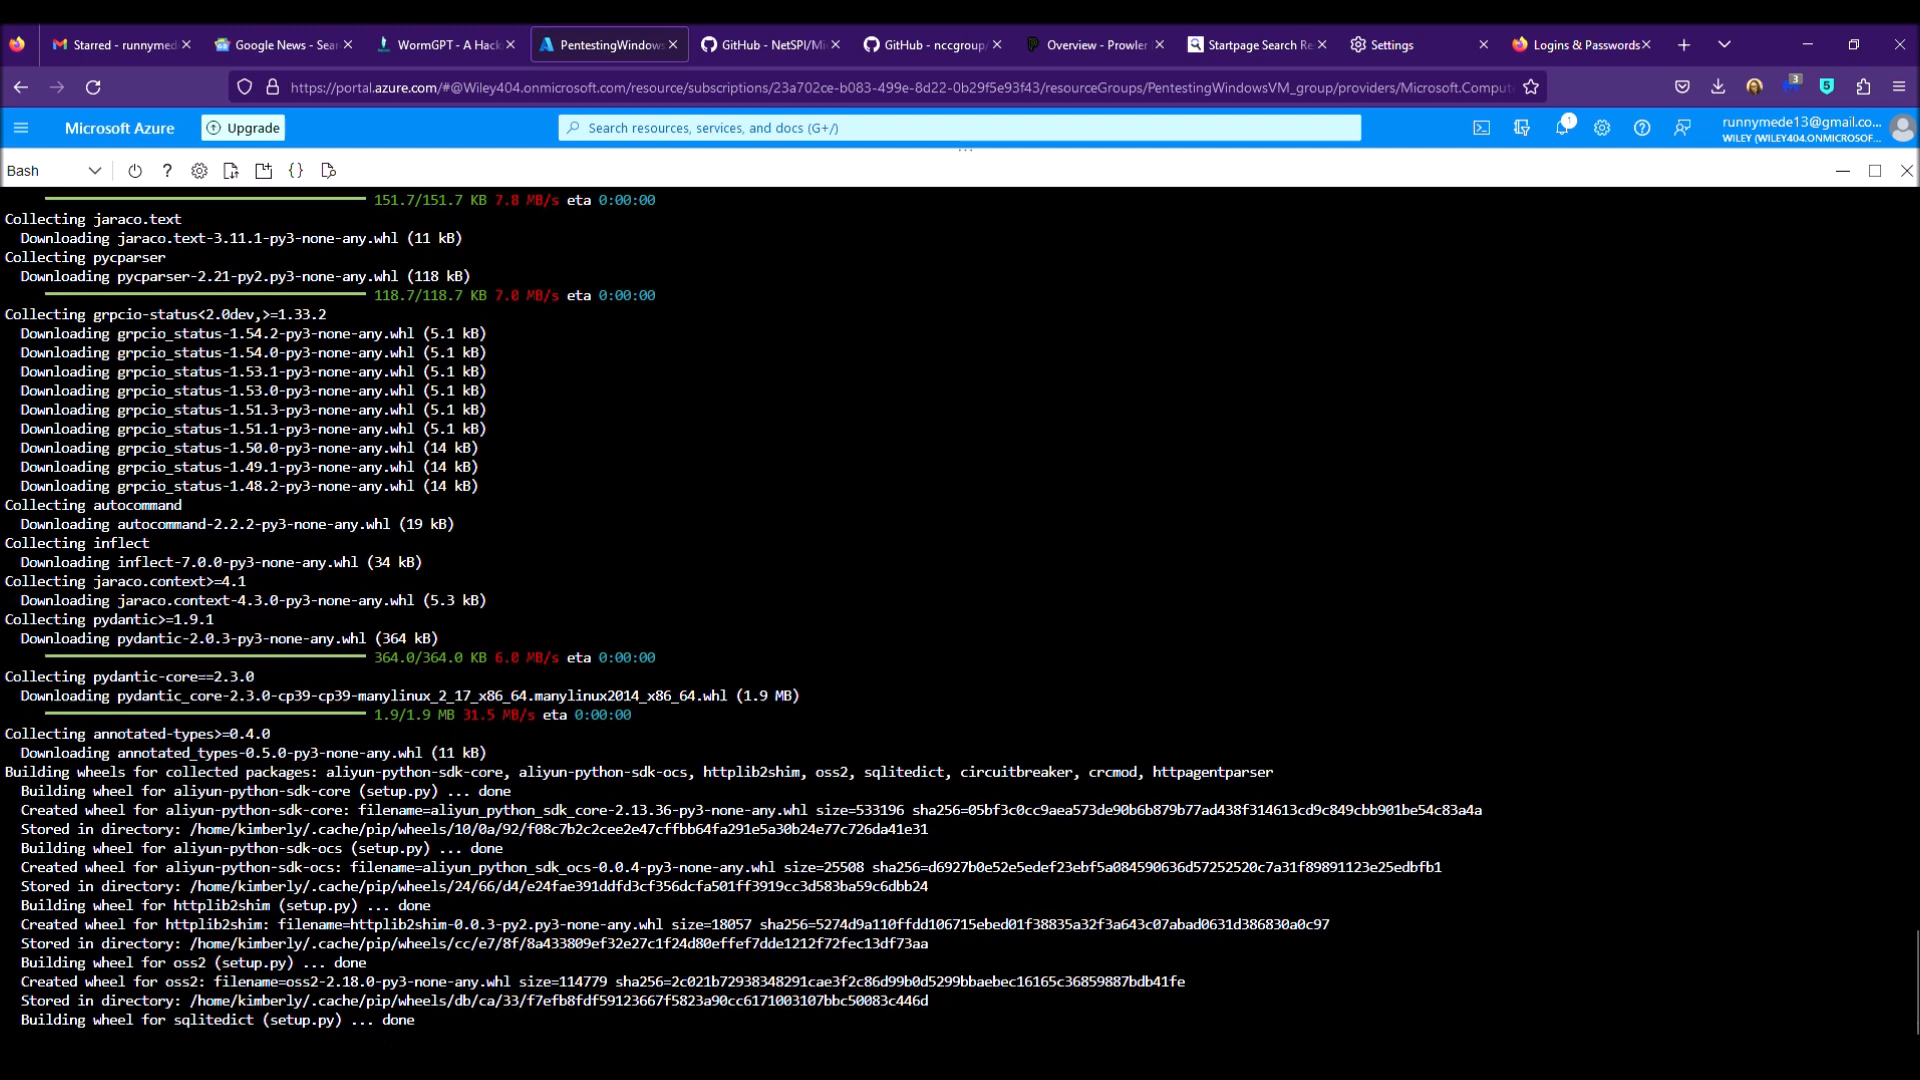 Starred - runnymed
Google News - Sea
WormGPT - A Hack
PentestingWindows
GitHub - NetSPI/Mi
GitHub - nccgroup/
Overview - Prowler
Startpage Search Re
Settings
Logins & Passwords
https://portal.azure.com/#@Wiley404.onmicrosoft.com/resource/subscriptions/23a702ce-b083-499e-8d22-0b29f5e93f43/resourceGroups/PentestingWindowsVM_group/providers/Microsoft.Comput
3
5
Microsoft Azure
Upgrade
Search resources, services, and docs (G+/)
1
runnymede13@gmail.co...
WILEY (WILEY404.ONMICROSOF...
Bash
151.7/151.7 KB 7.8 MB/s eta 0:00:00
Collecting jaraco.text
Downloading jaraco.text-3.11.1-py3-none-any.whl (11 kB)
Collecting pycparser
Downloading pycparser-2.21-py2.py3-none-any.whl (118 kB)
118.7/118.7 KB 7.0 MB/s eta 0:00:00
Collecting grpcio-status<2.0dev,>=1.33.2
Downloading grpcio_status-1.54.2-py3-none-any.whl (5.1 kB)
Downloading grpcio_status-1.54.0-py3-none-any.whl (5.1 kB)
Downloading grpcio_status-1.53.1-py3-none-any.whl (5.1 kB)
Downloading grpcio_status-1.53.0-py3-none-any.whl (5.1 kB)
Downloading grpcio_status-1.51.3-py3-none-any.whl (5.1 kB)
Downloading grpcio_status-1.51.1-py3-none-any.whl (5.1 kB)
Downloading grpcio_status-1.50.0-py3-none-any.whl (14 kB)
Downloading grpcio_status-1.49.1-py3-none-any.whl (14 kB)
Downloading grpcio_status-1.48.2-py3-none-any.whl (14 kB)
Collecting autocommand
Downloading autocommand-2.2.2-py3-none-any.whl (19 kB)
Collecting inflect
Downloading inflect-7.0.0-py3-none-any.whl (34 kB)
Collecting jaraco.context>=4.1
Downloading jaraco.context-4.3.0-py3-none-any.whl (5.3 kB)
Collecting pydantic>=1.9.1
Downloading pydantic-2.0.3-py3-none-any.whl (364 kB)
364.0/364.0 KB 6.0 MB/s eta 0:00:00
Collecting pydantic-core==2.3.0
Downloading pydantic_core-2.3.0-cp39-cp39-manylinux_2_17_x86_64.manylinux2014_x86_64.whl (1.9 MB)
1.9/1.9 MB 31.5 MB/s eta 0:00:00
Collecting annotated-types>=0.4.0
Downloading annotated_types-0.5.0-py3-none-any.whl (11 kB)
Building wheels for collected packages: aliyun-python-sdk-core, aliyun-python-sdk-ocs, httplib2shim, oss2, sqlitedict, circuitbreaker, crcmod, httpagentparser
Building wheel for aliyun-python-sdk-core (setup.py) ... done
Created wheel for aliyun-python-sdk-core: filename=aliyun_python_sdk_core-2.13.36-py3-none-any.whl size=533196 sha256=05bf3c0cc9aea573de90b6b879b77ad438f314613cd9c849cbb901be54c83a4a
Stored in directory: /home/kimberly/.cache/pip/wheels/10/0a/92/f08c7b2c2cee2e47cffbb64fa291e5a30b24e77c726da41e31
Building wheel for aliyun-python-sdk-ocs (setup.py) ... done
Created wheel for aliyun-python-sdk-ocs: filename=aliyun_python_sdk_ocs-0.0.4-py3-none-any.whl size=25508 sha256=d6927b0e52e5edef23ebf5a084590636d57252520c7a31f89891123e25edbfb1
Stored in directory: /home/kimberly/.cache/pip/wheels/24/66/d4/e24fae391ddfd3cf356dcfa501ff3919cc3d583ba59c6dbb24
Building wheel for httplib2shim (setup.py) ... done
Created wheel for httplib2shim: filename=httplib2shim-0.0.3-py2.py3-none-any.whl size=18057 sha256=5274d9a110ffdd106715ebed01f38835a32f3a643c07abad0631d386830a0c97
Stored in directory: /home/kimberly/.cache/pip/wheels/cc/e7/8f/8a433809ef32e27c1f24d80effef7dde1212f72fec13df73aa
Building wheel for oss2 (setup.py) ... done
Created wheel for oss2: filename=oss2-2.18.0-py3-none-any.whl size=114779 sha256=2c021b72938348291cae3f2c86d99b0d5299bbaebec16165c36859887bdb41fe
Stored in directory: /home/kimberly/.cache/pip/wheels/db/ca/33/f7efb8fdf59123667f5823a90cc6171003107bbc50083c446d
Building wheel for sqlitedict (setup.py) ... done